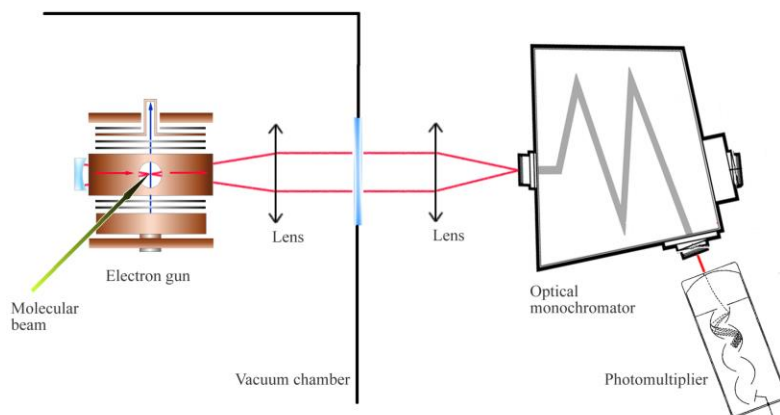 Lens
Lens
Electron gun
Molecular
beam
Optical
monochromator
Vacuum chamber
Photomultiplier